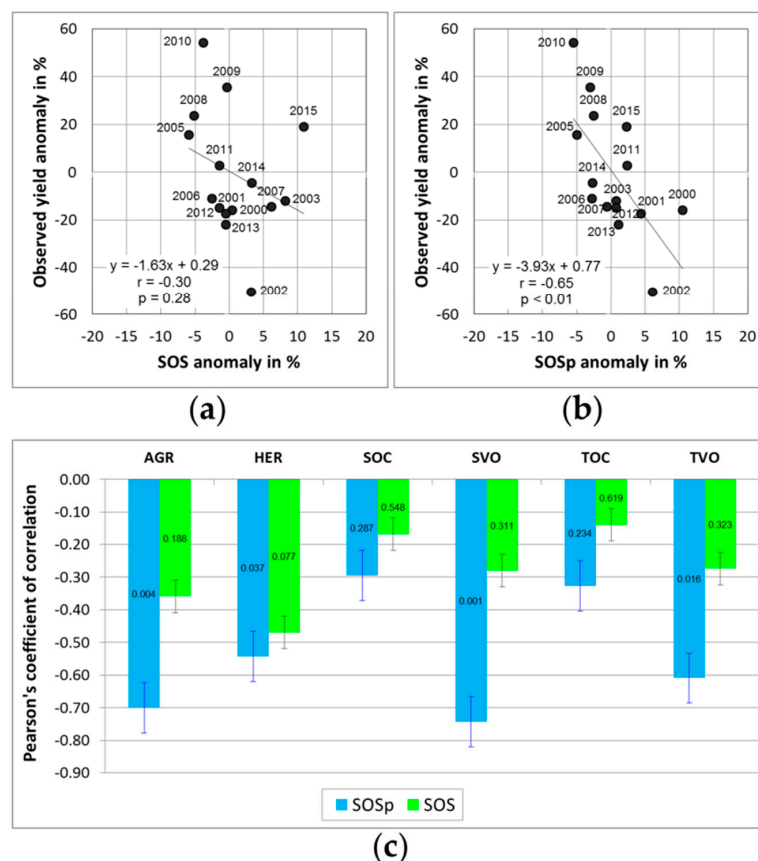 60
40
20
0
-20
-40
-60
Observed yield anomaly in %
2010
2009
2008
2015
2005
2011
2014
2006
2001
2007
2003
2012
2000
2013
2002
y = -1.63x + 0.29
r = -0.30
p = 0.28
-20 -15 -10 -5 0 5 10 15 20
SOS anomaly in %
(a)
60
40
20
0
-20
-40
-60
Observed yield anomaly in %
2010
2009
2008
2015
2005
2011
2014
2006
2003
2001
2000
2007
2012
2013
2002
y = -3.93x + 0.77
r = -0.65
p < 0.01
-20 -15 -10 -5 0 5 10 15 20
SOSp anomaly in %
(b)
AGR HER SOC SVO TOC TVO
0.00
-0.10
-0.20
-0.30
-0.40
-0.50
-0.60
-0.70
-0.80
-0.90
Pearson's coefficient of correlation
0.004 0.188 0.037 0.077 0.287 0.548 0.001 0.311 0.234 0.619 0.016 0.323
SOSp SOS
(c)